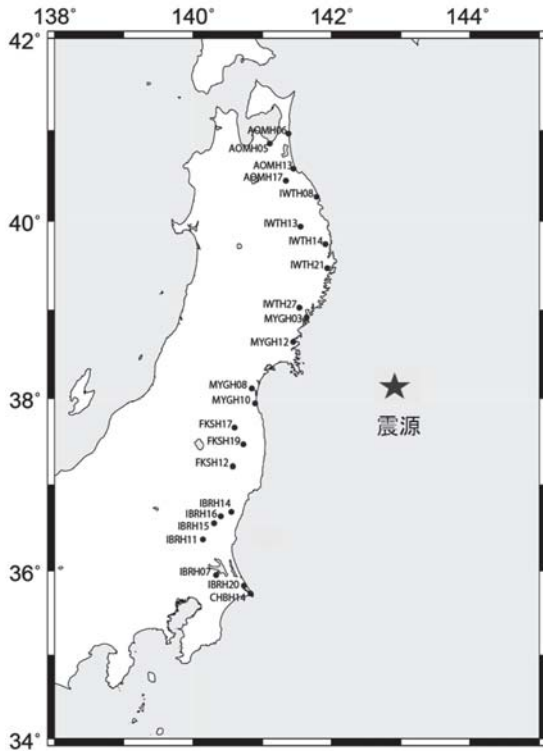 138° 140° 142° 144°
42°
AOMH06
AOMH05
AOMH13
AOMH17
IWTH08
40°
IWTH13
IWTH14
IWTH21
IWTH27
MYGH03
MYGH12
MYGH08
38°
MYGH10
震源
FKSH17
FKSH19
FKSH12
IBRH14
IBRH16
IBRH15
IBRH11
36°
IBRH07
IBRH20
CHBH14
34°